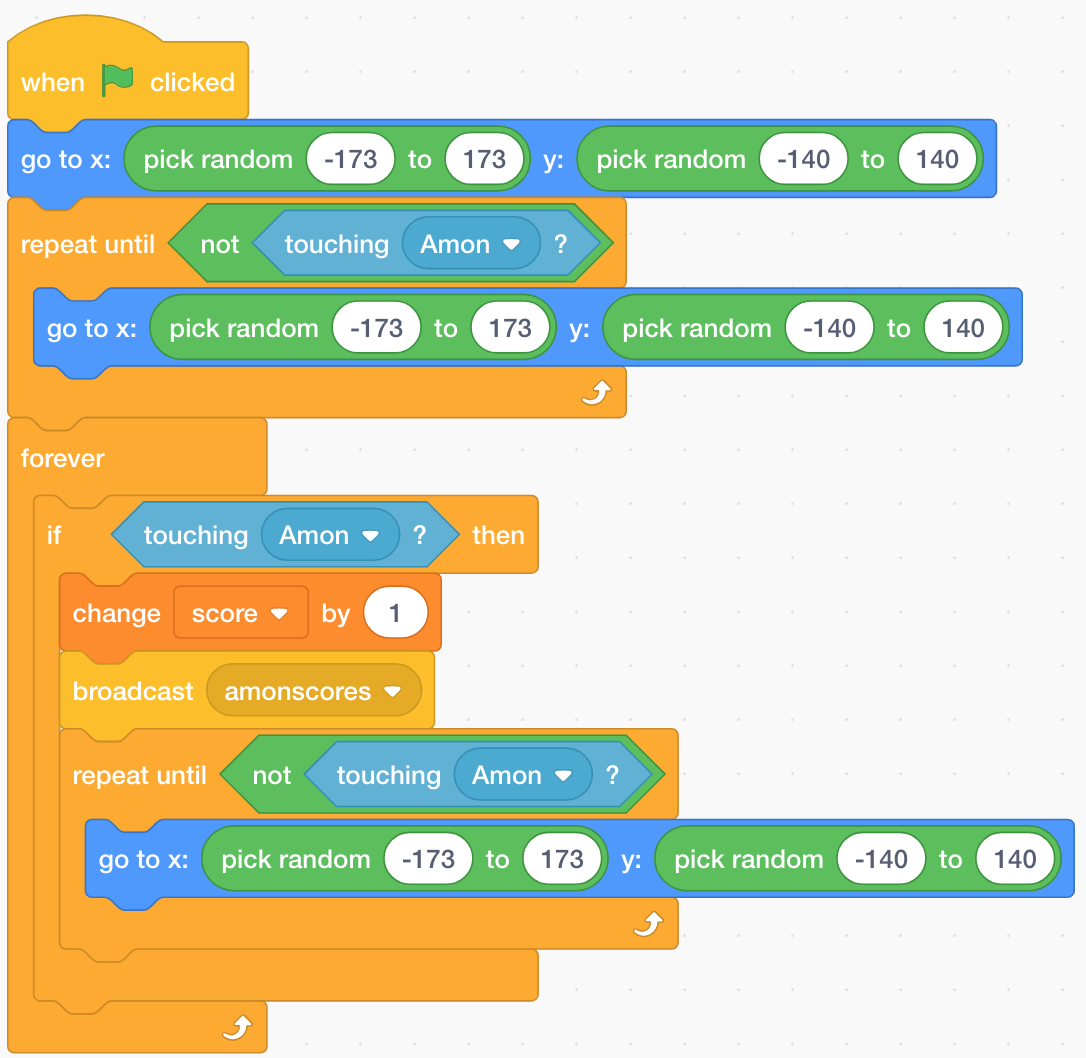 when clicked
go to x: pick random -173 to 173 y: pick random -140 to 140
repeat until not touching Amon ?
go to x: pick random -173 to 173 y: pick random -140 to 140
forever
if touching Amon ? then
change score by 1
broadcast amonscores
repeat until not touching Amon ?
go to x: pick random -173 to 173 y: pick random -140 to 140